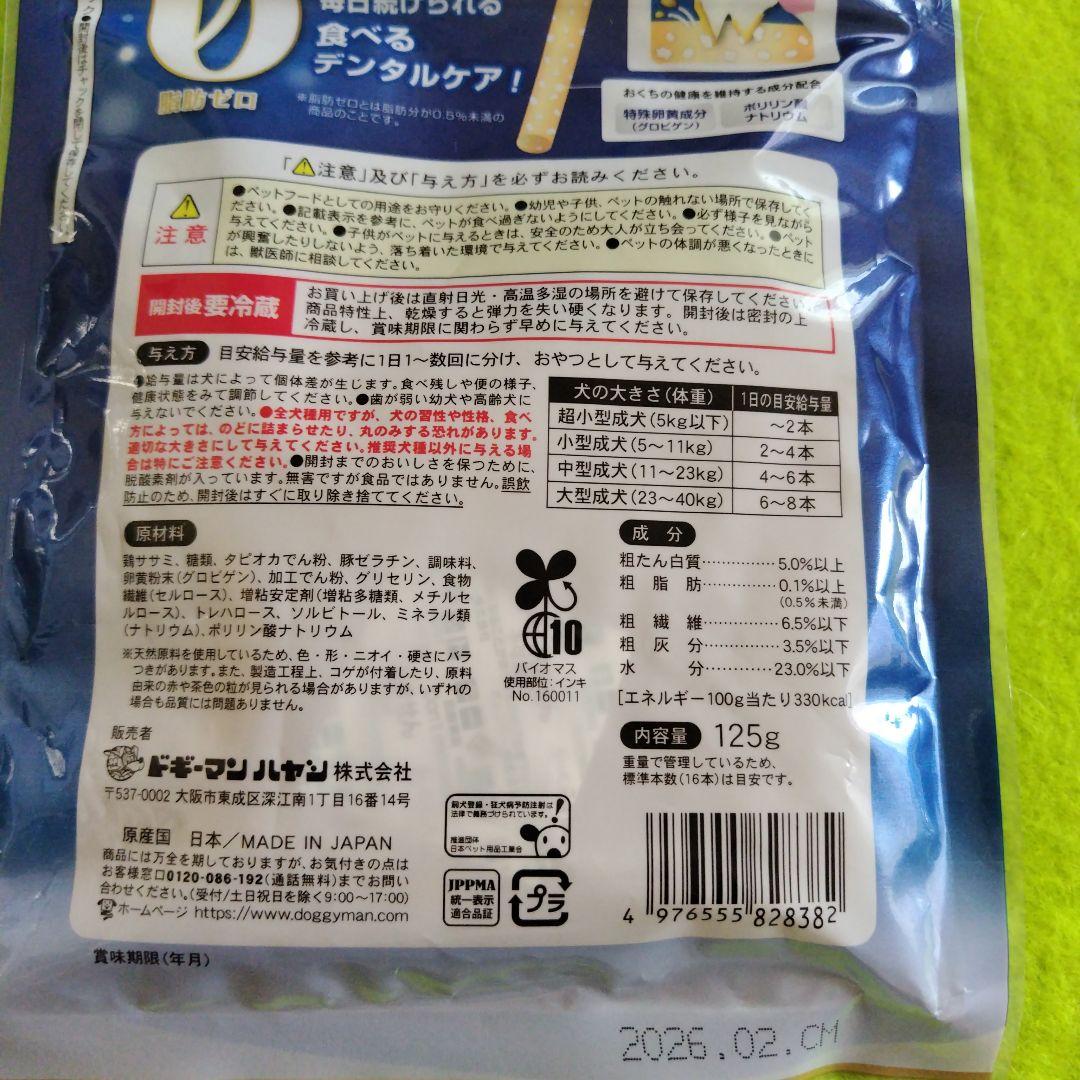 毎日続けられる
食べる
デンタルケア!
脂肪ゼロ
※脂肪ゼロとは脂肪分が0.5%未満の
商品のことです。
おくちの健康を維持する成分配合
特殊卵黄成分
(グロビゲン)
ポリリン酸
ナトリウム
「注意」及び「与え方」を必ずお読みください。
注意
●ペットフードとしての用途をお守りください。●幼児や子供、ペットの触れない場所で保存してく
ださい。●記載表示を参考に、ペットが食べ過ぎないようにしてください。●必ず様子を見ながら
与えてください。●子供がペットに与えるときは、安全のため大人が立ち会ってください。●ペット
が興奮したりしないよう、落ち着いた環境で与えてください。●ペットの体調が悪くなったときに
は、獣医師に相談してください。
開封後要冷蔵
お買い上げ後は直射日光・高温多湿の場所を避けて保存してください。
商品特性上、乾燥すると弾力を失い硬くなります。開封後は密封の上
冷蔵し、賞味期限に関わらず早めに与えてください。
与え方 目安給与量を参考に1日1〜数回に分け、おやつとして与えてください。
●給与量は犬によって個体差が生じます。食べ残しや便の様子、
健康状態をみて調節してください。●歯が弱い幼犬や高齢犬に
与えないでください。●全犬種用ですが、犬の習性や性格、食べ
方によっては、のどに詰まらせたり、丸のみする恐れがあります。
適切な大きさにして与えてください。推奨犬種以外に与える場
合は特にご注意ください。●開封までのおいしさを保つために、
脱酸素剤が入っています。無害ですが食品ではありません。誤飲
防止のため、開封後はすぐに取り除き捨ててください。
犬の大きさ(体重) 1日の目安給与量
超小型成犬(5kg以下) 〜2本
小型成犬(5〜11kg) 2〜4本
中型成犬(11〜23kg) 4〜6本
大型成犬(23〜40kg) 6〜8本
原材料
鶏ササミ、糖類、タピオカでん粉、豚ゼラチン、調味料、
卵黄粉末(グロビゲン)、加工でん粉、グリセリン、食物
繊維(セルロース)、増粘安定剤(増粘多糖類、メチルセ
ルロース)、トレハロース、ソルビトール、ミネラル類
(ナトリウム)、ポリリン酸ナトリウム
※天然原料を使用しているため、色・形・ニオイ・硬さにバラ
つきがあります。また、製造工程上、コゲが付着したり、原料
由来の赤や茶色の粒が見られる場合がありますが、いずれの
場合も品質には問題ありません。
10
バイオマス
使用部位:インキ
No.160011
成分
粗たん白質……………5.0%以上
粗脂肪……………0.1%以上
(0.5%未満)
粗繊維……………6.5%以下
粗灰分……………3.5%以下
水分……………23.0%以下
[エネルギー100g当たり330kcal]
内容量 125g
重量で管理しているため、
標準本数(16本)は目安です。
販売者
ドギーマンハヤシ株式会社
〒537-0002 大阪市東成区深江南1丁目16番14号
原産国 日本/MADE IN JAPAN
商品には万全を期しておりますが、お気付きの点は
お客様窓口0120-086-192(通話無料)までお問い
合わせください。(受付/土日祝日を除く9:00〜17:00)
ホームページ https://www.doggyman.com
飼犬登録・狂犬病予防注射は
法律で義務づけられています。
推進団体
日本ペット用品工業会
JPPMA
統一表示
適合品証
プラ
4 976555 828382
賞味期限(年月)
2026.02.CM